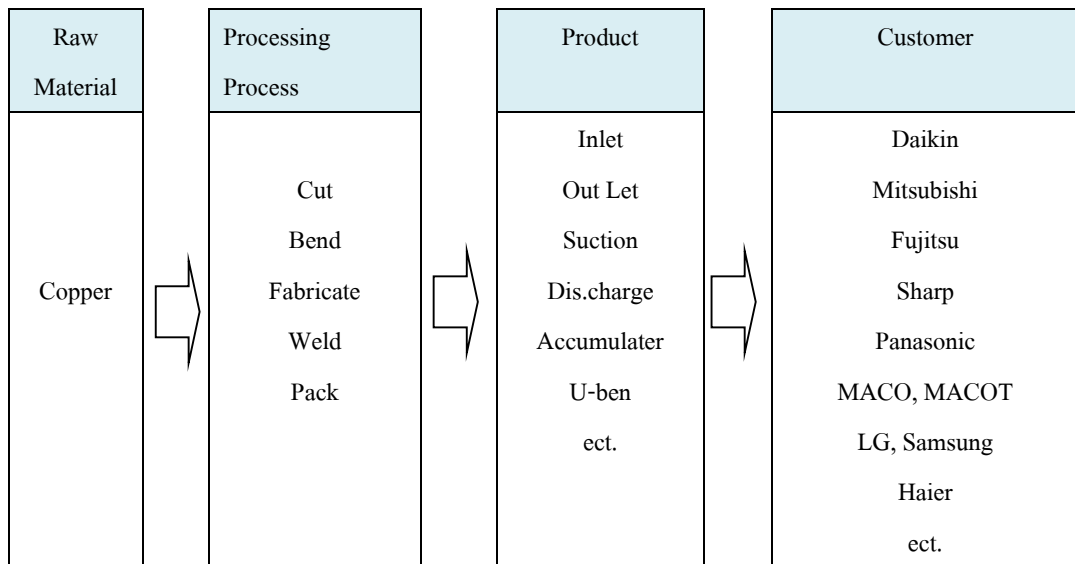 Raw
Material
Copper
Processing
Process
Cut
Bend
Fabricate
Weld
Pack
Product
Inlet
Out Let
Suction
Dis.charge
Accumulater
U-ben
ect.
Customer
Daikin
Mitsubishi
Fujitsu
Sharp
Panasonic
MACO, MACOT
LG, Samsung
Haier
ect.